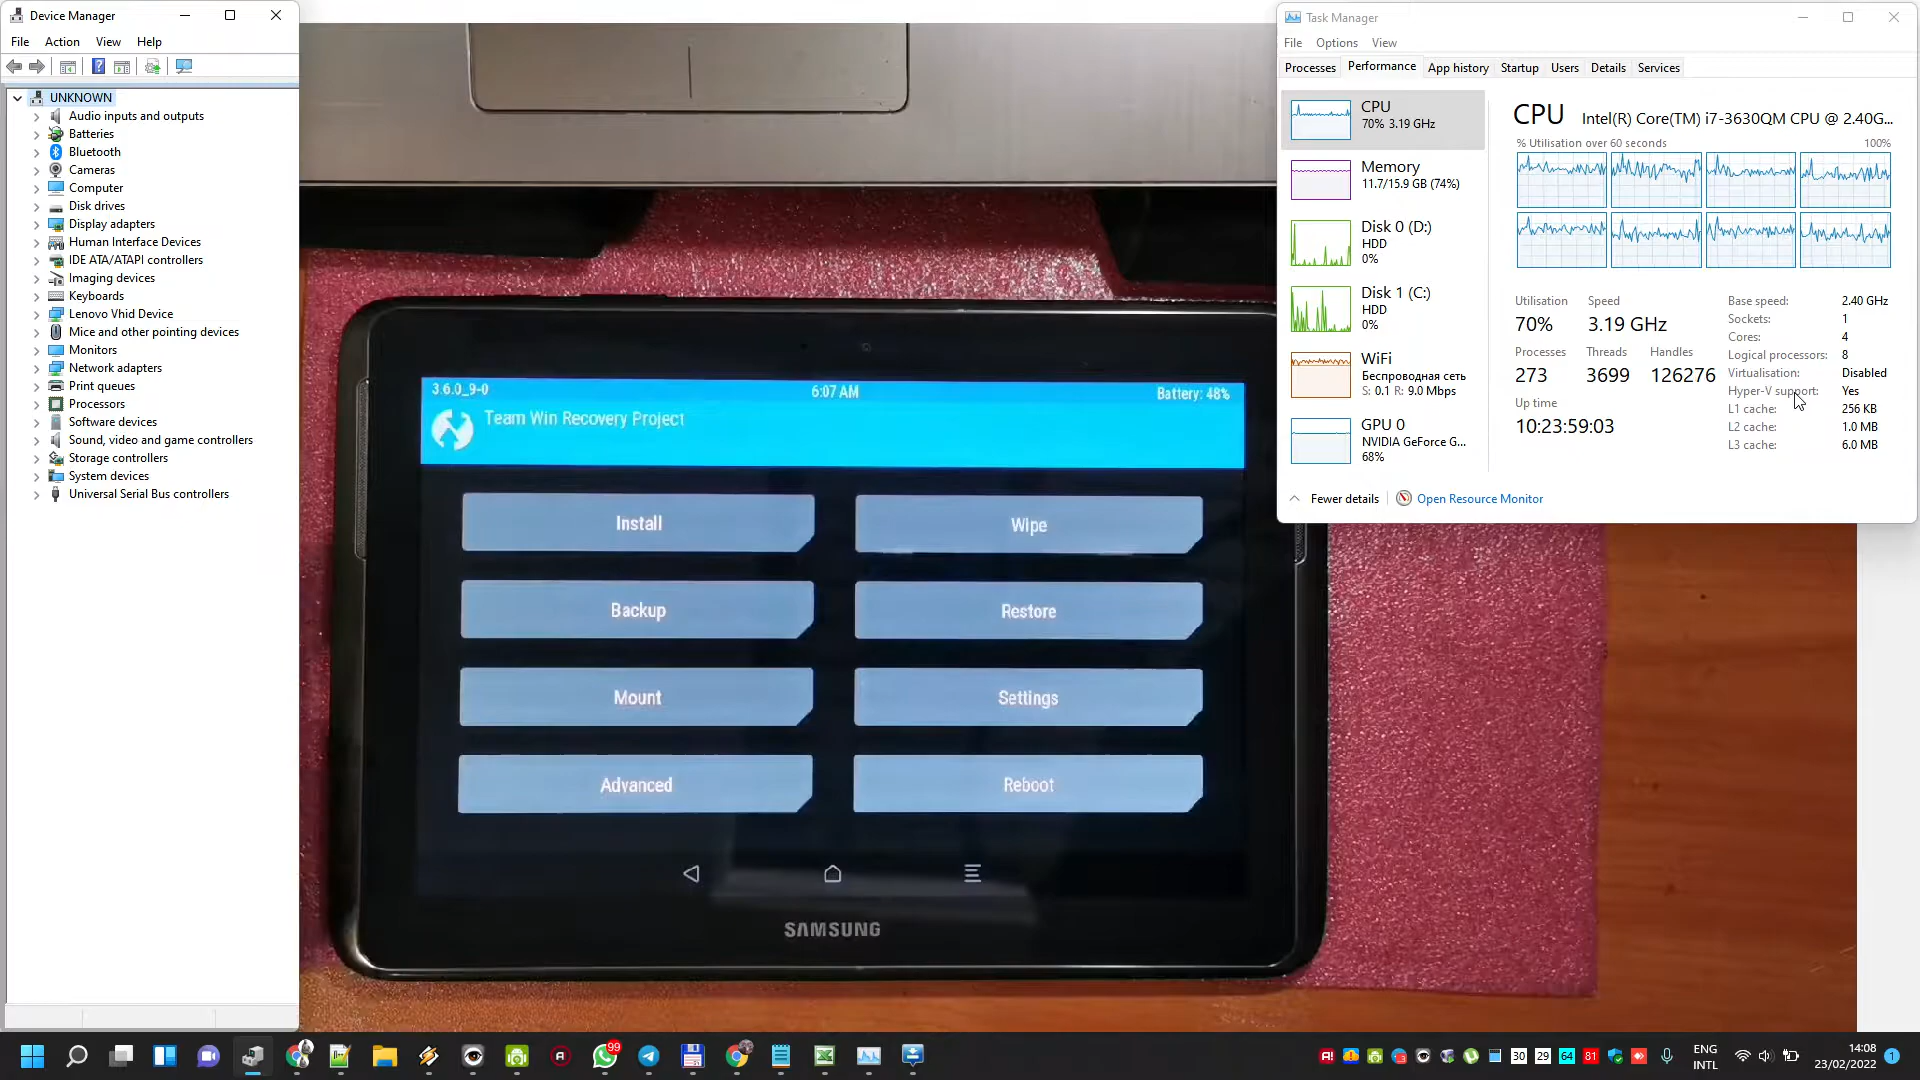 Device Manager
File Action View Help
UNKNOWN
Audio inputs and outputs
Batteries
Bluetooth
Cameras
Computer
Disk drives
Display adapters
Human Interface Devices
IDE ATA/ATAPI controllers
Imaging devices
Keyboards
Lenovo Vhid Device
Mice and other pointing devices
Monitors
Network adapters
Print queues
Processors
Software devices
Sound, video and game controllers
Storage controllers
System devices
Universal Serial Bus controllers
3.6.0_9-0 6:07 AM Battery: 48%
Team Win Recovery Project
Install Wipe
Backup Restore
Mount Settings
Advanced Reboot
SAMSUNG
Task Manager
File Options View
Processes Performance App history Startup Users Details Services
CPU
70% 3.19 GHz
Memory
11.7/15.9 GB (74%)
Disk 0 (D:)
HDD
0%
Disk 1 (C:)
HDD
0%
WiFi
Беспроводная сеть
S: 0.1 R: 9.0 Mbps
GPU 0
NVIDIA GeForce G...
68%
CPU Intel(R) Core(TM) i7-3630QM CPU @ 2.40G...
% Utilisation over 60 seconds 100%
Utilisation Speed
70% 3.19 GHz
Processes Threads Handles
273 3699 126276
Up time
10:23:59:03
Base speed: 2.40 GHz
Sockets: 1
Cores: 4
Logical processors: 8
Virtualisation: Disabled
Hyper-V support: Yes
L1 cache: 256 KB
L2 cache: 1.0 MB
L3 cache: 6.0 MB
Fewer details Open Resource Monitor
99
A!
30 29 64 81
ENG
INTL
14:08
23/02/2022
1